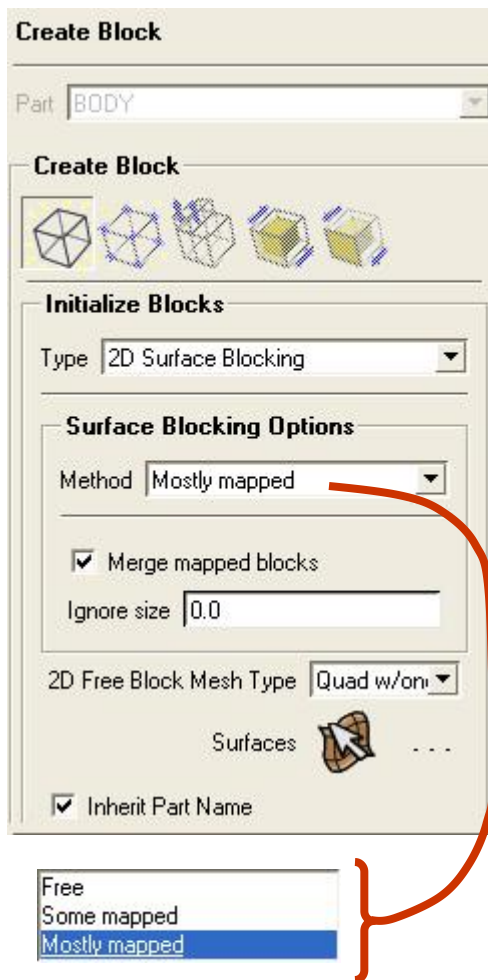 Create Block
Part BODY
Create Block
Initialize Blocks
Type 2D Surface Blocking
Surface Blocking Options
Method Mostly mapped
Merge mapped blocks
Ignore size 0.0
2D Free Block Mesh Type Quad w/on
Surfaces ...
Inherit Part Name
Free
Some mapped
Mostly mapped